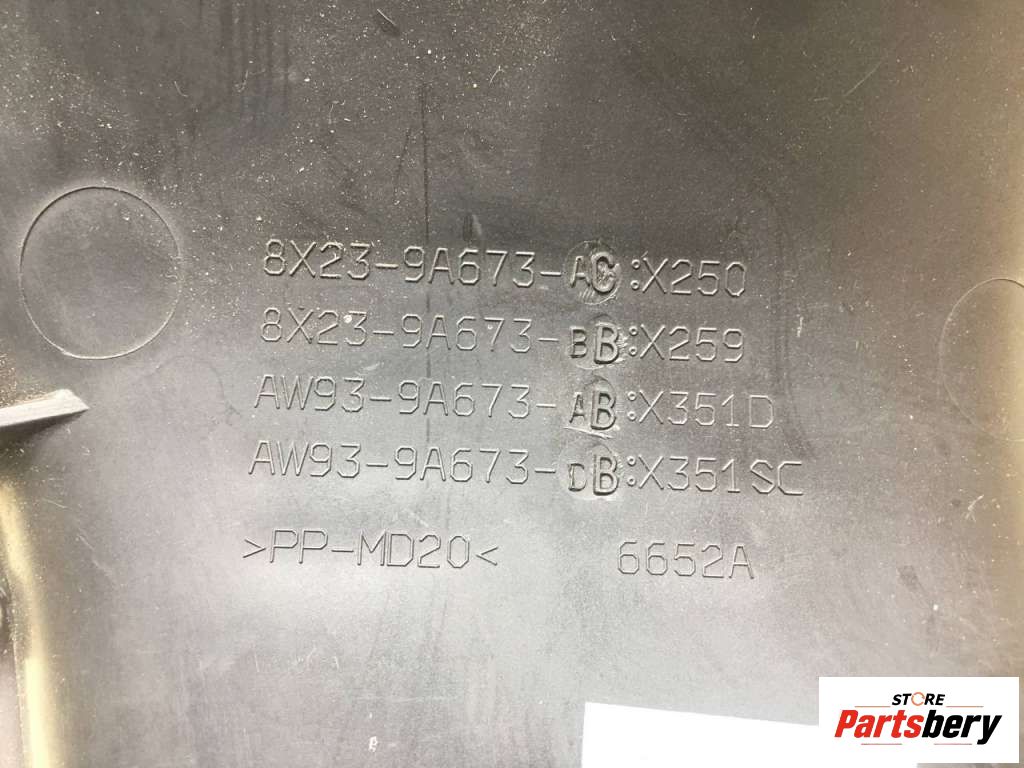 8X23-9A673-AC:X250
8X23-9A673-BB:X259
AW93-9A673-AB:X351D
AW93-9A673-DB:X351SC
>PP-MD20< 6652A
STORE
Partsbery